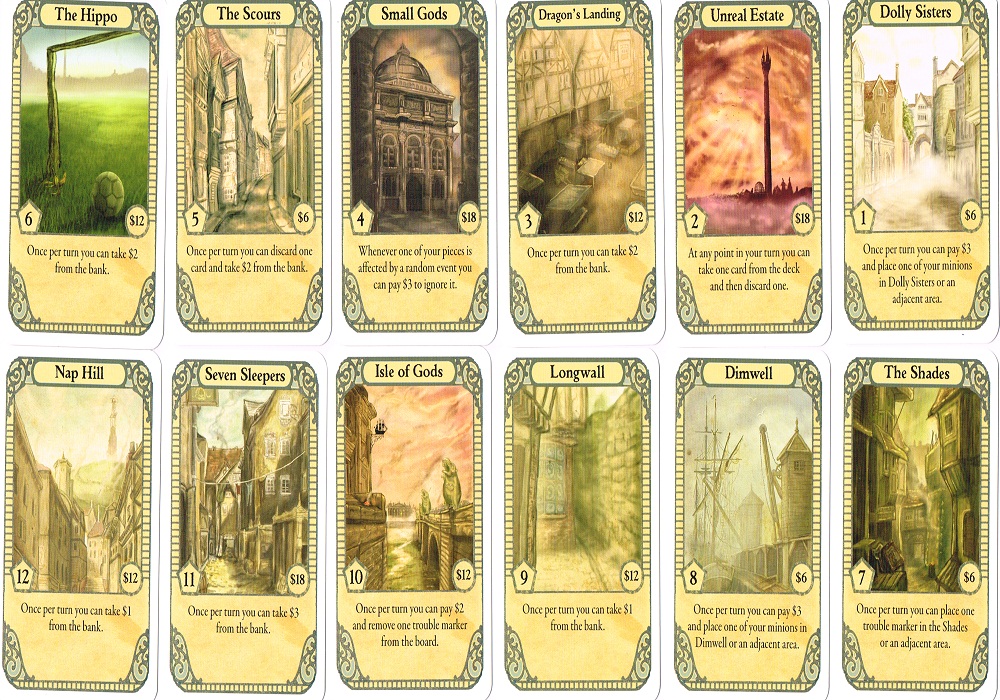 The Hippo
6
$12
Once per turn you can take $2
from the bank.
The Scours
5
$6
Once per turn you can discard one
card and take $2 from the bank.
Small Gods
4
$18
Whenever one of your pieces is
affected by a random event you
can pay $3 to ignore it.
Dragon's Landing
3
$12
Once per turn you can take $2
from the bank.
Unreal Estate
2
$18
At any point in your turn you can
take one card from the deck
and then discard one.
Dolly Sisters
1
$6
Once per turn you can pay $3
and place one of your minions
in Dolly Sisters or an
adjacent area.
Nap Hill
12
$12
Once per turn you can take $1
from the bank.
Seven Sleepers
11
$18
Once per turn you can take $3
from the bank.
Isle of Gods
10
$12
Once per turn you can pay $2
and remove one trouble marker
from the board.
Longwall
9
$12
Once per turn you can take $1
from the bank.
Dimwell
8
$6
Once per turn you can pay $3
and place one of your minions in
Dimwell or an adjacent area.
The Shades
7
$6
Once per turn you can place one
trouble marker in the Shades
or an adjacent area.